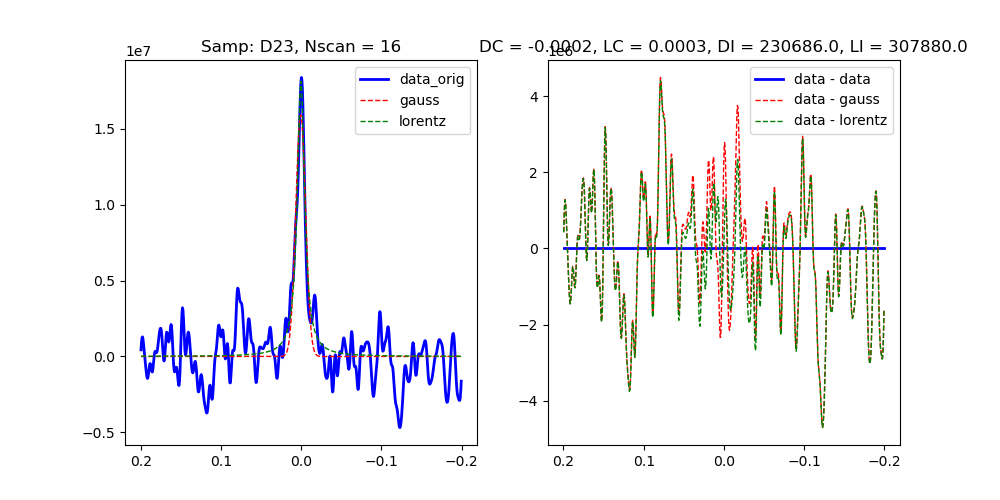 Samp: D23, Nscan = 16
1e7
data_orig
gauss
lorentz
1.5
1.0
0.5
0.0
−0.5
0.2 0.1 0.0 −0.1 −0.2
DC = -0.0002, LC = 0.0003, DI = 230686.0, LI = 307880.0
1e6
data - data
data - gauss
data - lorentz
4
2
0
−2
−4
0.2 0.1 0.0 −0.1 −0.2